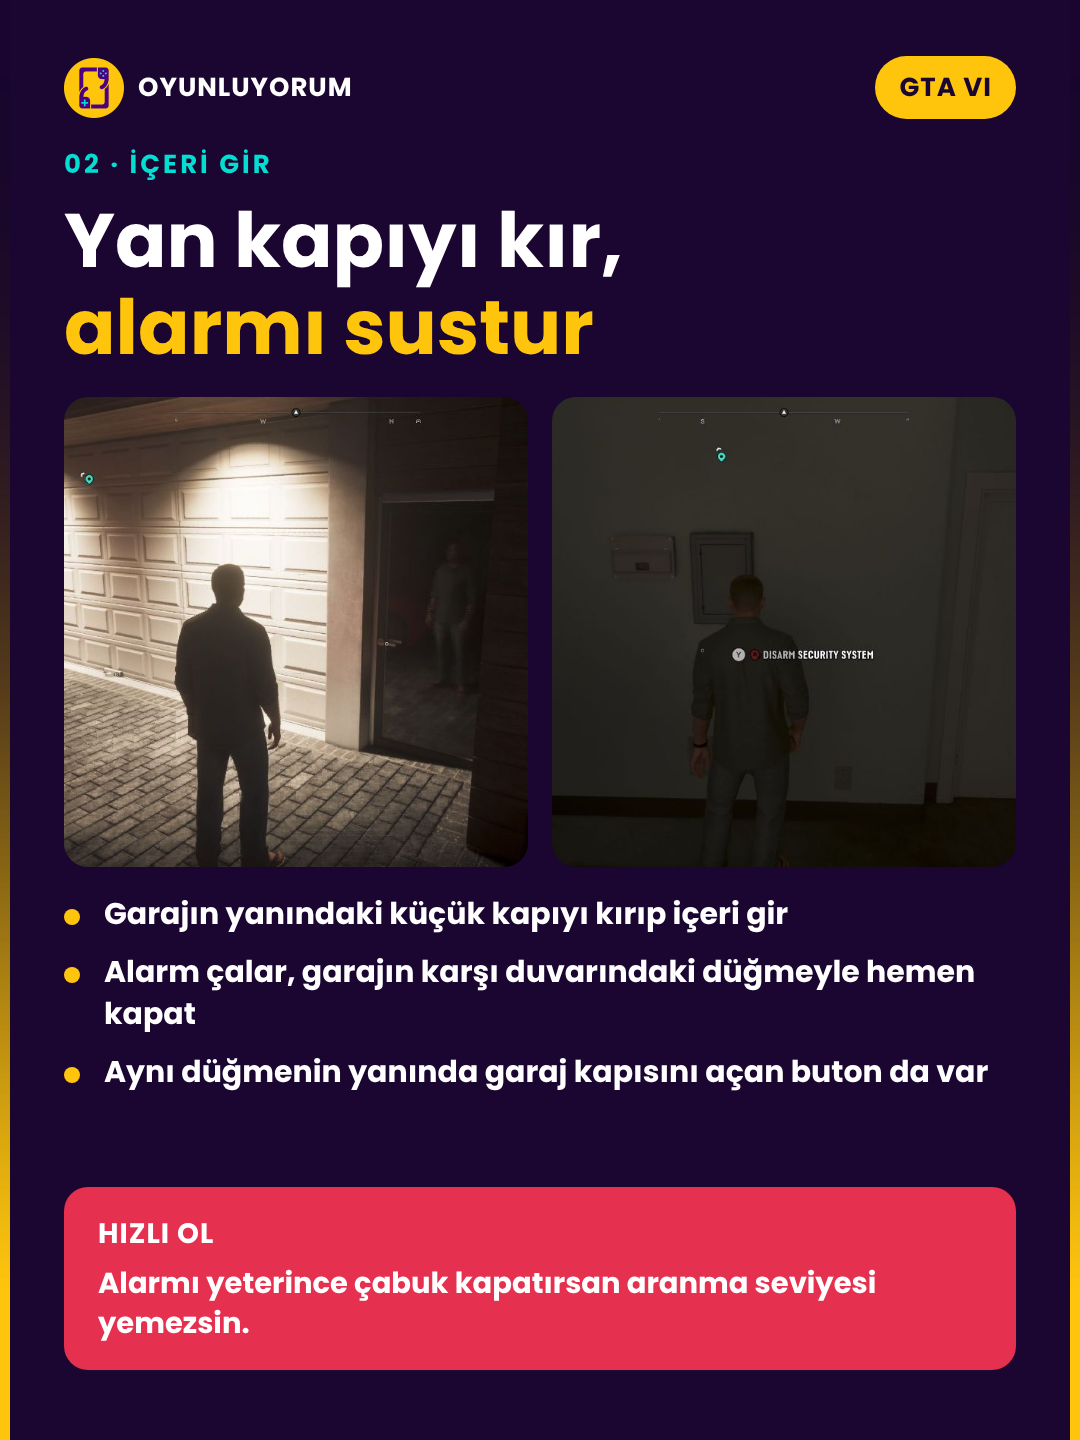 OYUNLUYORUM
GTA VI
02 · İÇERİ GİR
Yan kapıyı kır,
alarmı sustur
W
N
S
W
Y DISARM SECURITY SYSTEM
Garajın yanındaki küçük kapıyı kırıp içeri gir
Alarm çalar, garajın karşı duvarındaki düğmeyle hemen
kapat
Aynı düğmenin yanında garaj kapısını açan buton da var
HIZLI OL
Alarmı yeterince çabuk kapatırsan aranma seviyesi
yemezsin.